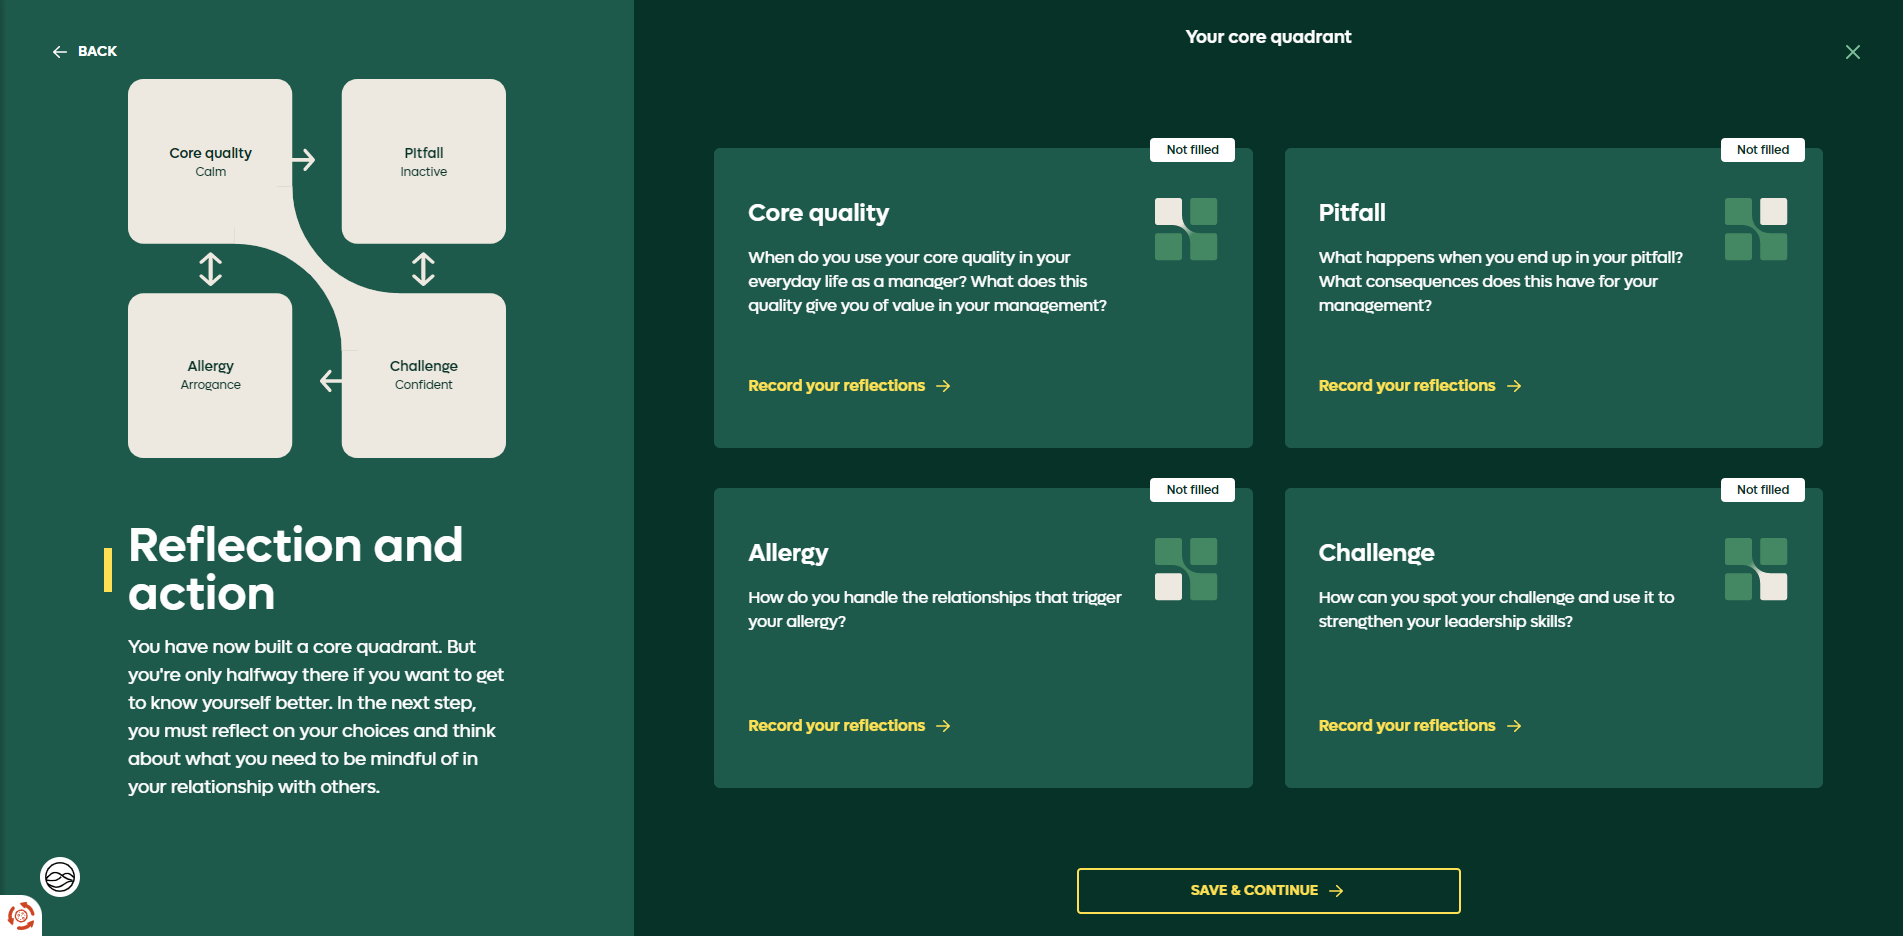 BACK
Core quality
Calm
Pitfall
Inactive
Allergy
Arrogance
Challenge
Confident
Reflection and
action
You have now built a core quadrant. But
you're only halfway there if you want to get
to know yourself better. In the next step,
you must reflect on your choices and think
about what you need to be mindful of in
your relationship with others.
Your core quadrant
Not filled
Core quality
When do you use your core quality in your
everyday life as a manager? What does this
quality give you of value in your management?
Record your reflections
Not filled
Pitfall
What happens when you end up in your pitfall?
What consequences does this have for your
management?
Record your reflections
Not filled
Allergy
How do you handle the relationships that trigger
your allergy?
Record your reflections
Not filled
Challenge
How can you spot your challenge and use it to
strengthen your leadership skills?
Record your reflections
SAVE & CONTINUE